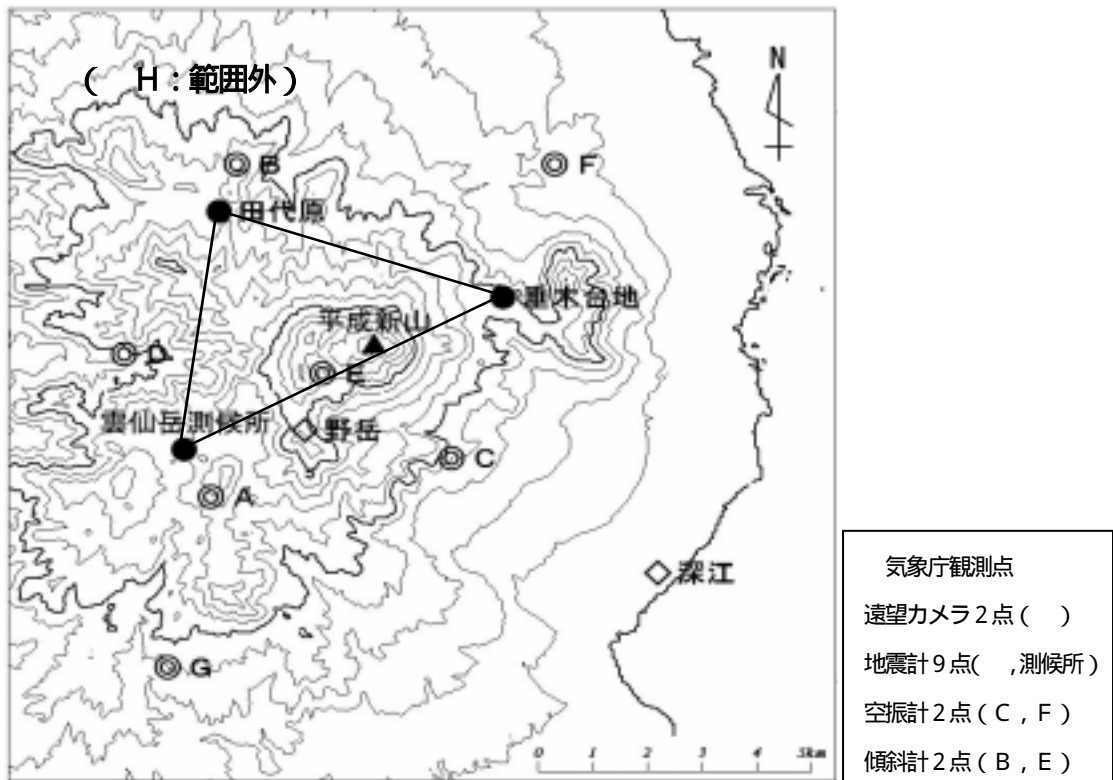 (　H：範囲外)
N
B
F
田代原
垂木台地
平成新山
D
E
雲仙岳測候所
野岳
C
A
深江
G
0 1 2 3 4 5km
気象庁観測点
遠望カメラ２点(　)
地震計９点(　,測候所)
空振計２点(C，F)
傾斜計２点(B，E)